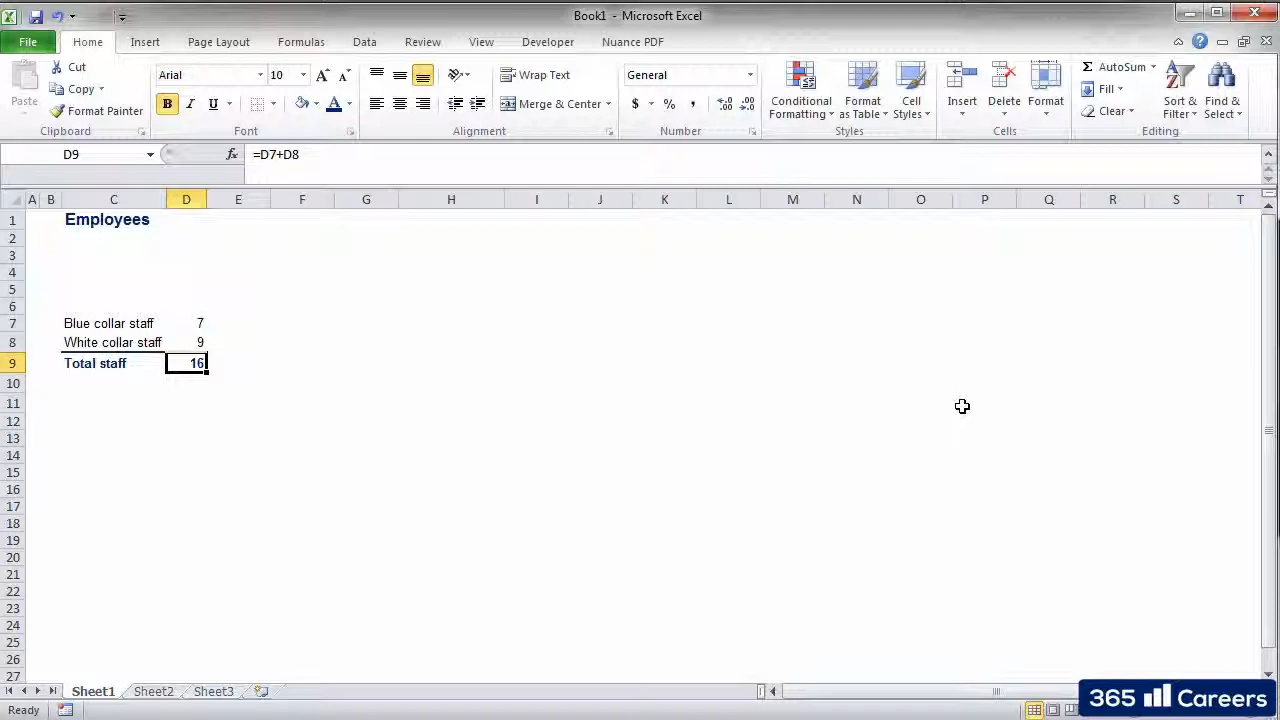 Book1 - Microsoft Excel
File Home Insert Page Layout Formulas Data Review View Developer Nuance PDF
Paste Cut Copy Format Painter Clipboard
Arial 10 B I U A Font
Wrap Text Merge & Center Alignment
General $ % , .0 .00 .00 .0 Number
Conditional Formatting Format as Table Cell Styles Styles
Insert Delete Format Cells
Σ AutoSum Fill Clear Sort & Filter Find & Select Editing
D9 fx =D7+D8
A B C D E F G H I J K L M N O P Q R S T
1 Employees
2
3
4
5
6
7 Blue collar staff 7
8 White collar staff 9
9 Total staff 16
10
11
12
13
14
15
16
17
18
19
20
21
22
23
24
25
26
27
Sheet1 Sheet2 Sheet3
Ready
365 Careers